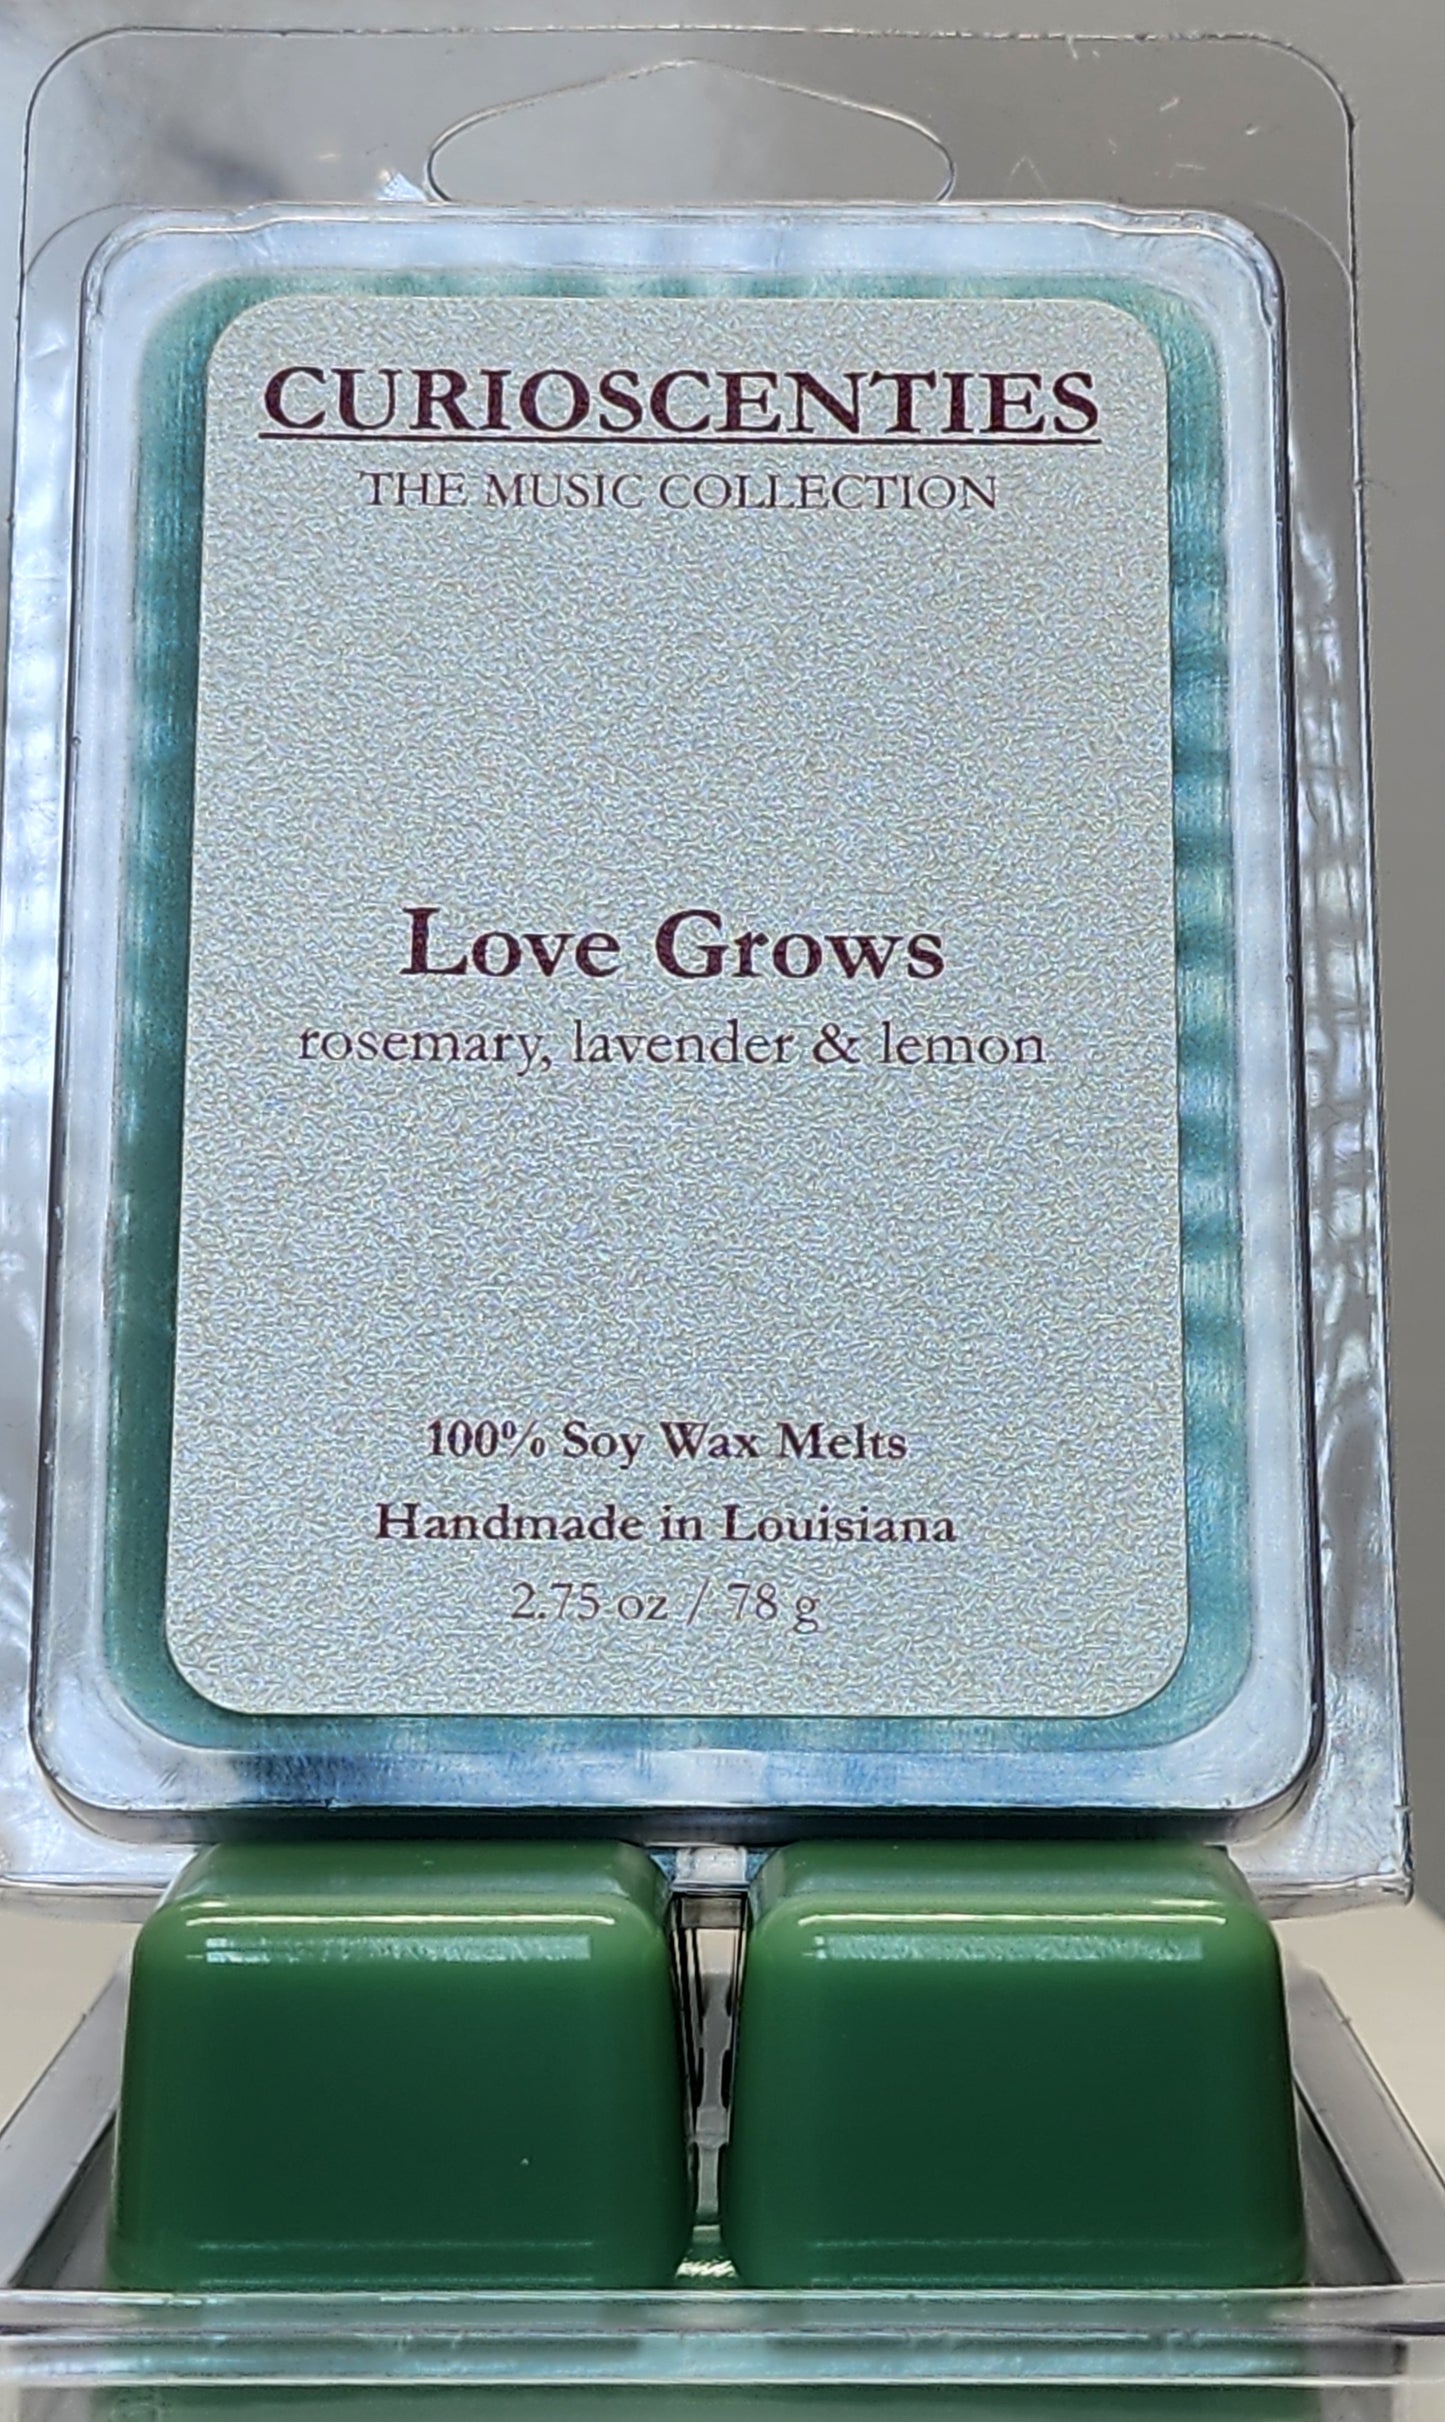 CURIOSCENTIES
THE MUSIC COLLECTION
Love Grows
rosemary, lavender & lemon
100% Soy Wax Melts
Handmade in Louisiana
2.75 oz / 78 g